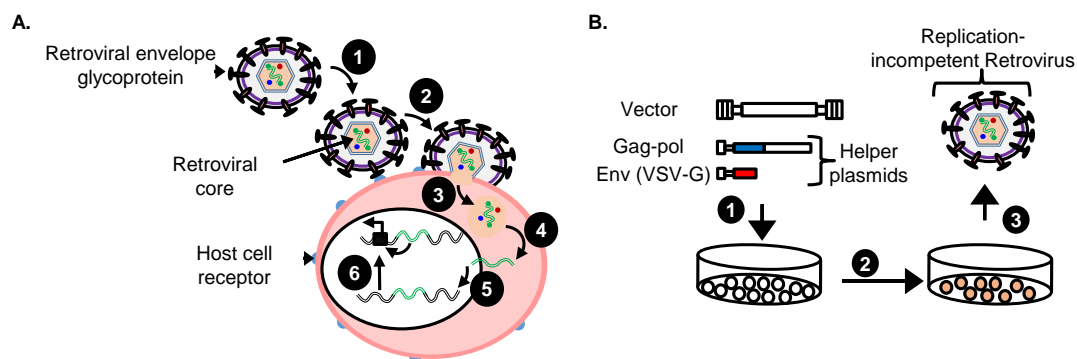 A.
Retroviral envelope
glycoprotein
1
2
Retroviral
core
3
4
Host cell
receptor
6
5
B.
Replication-
incompetent Retrovirus
Vector
Gag-pol
Env (VSV-G)
Helper
plasmids
1
2
3